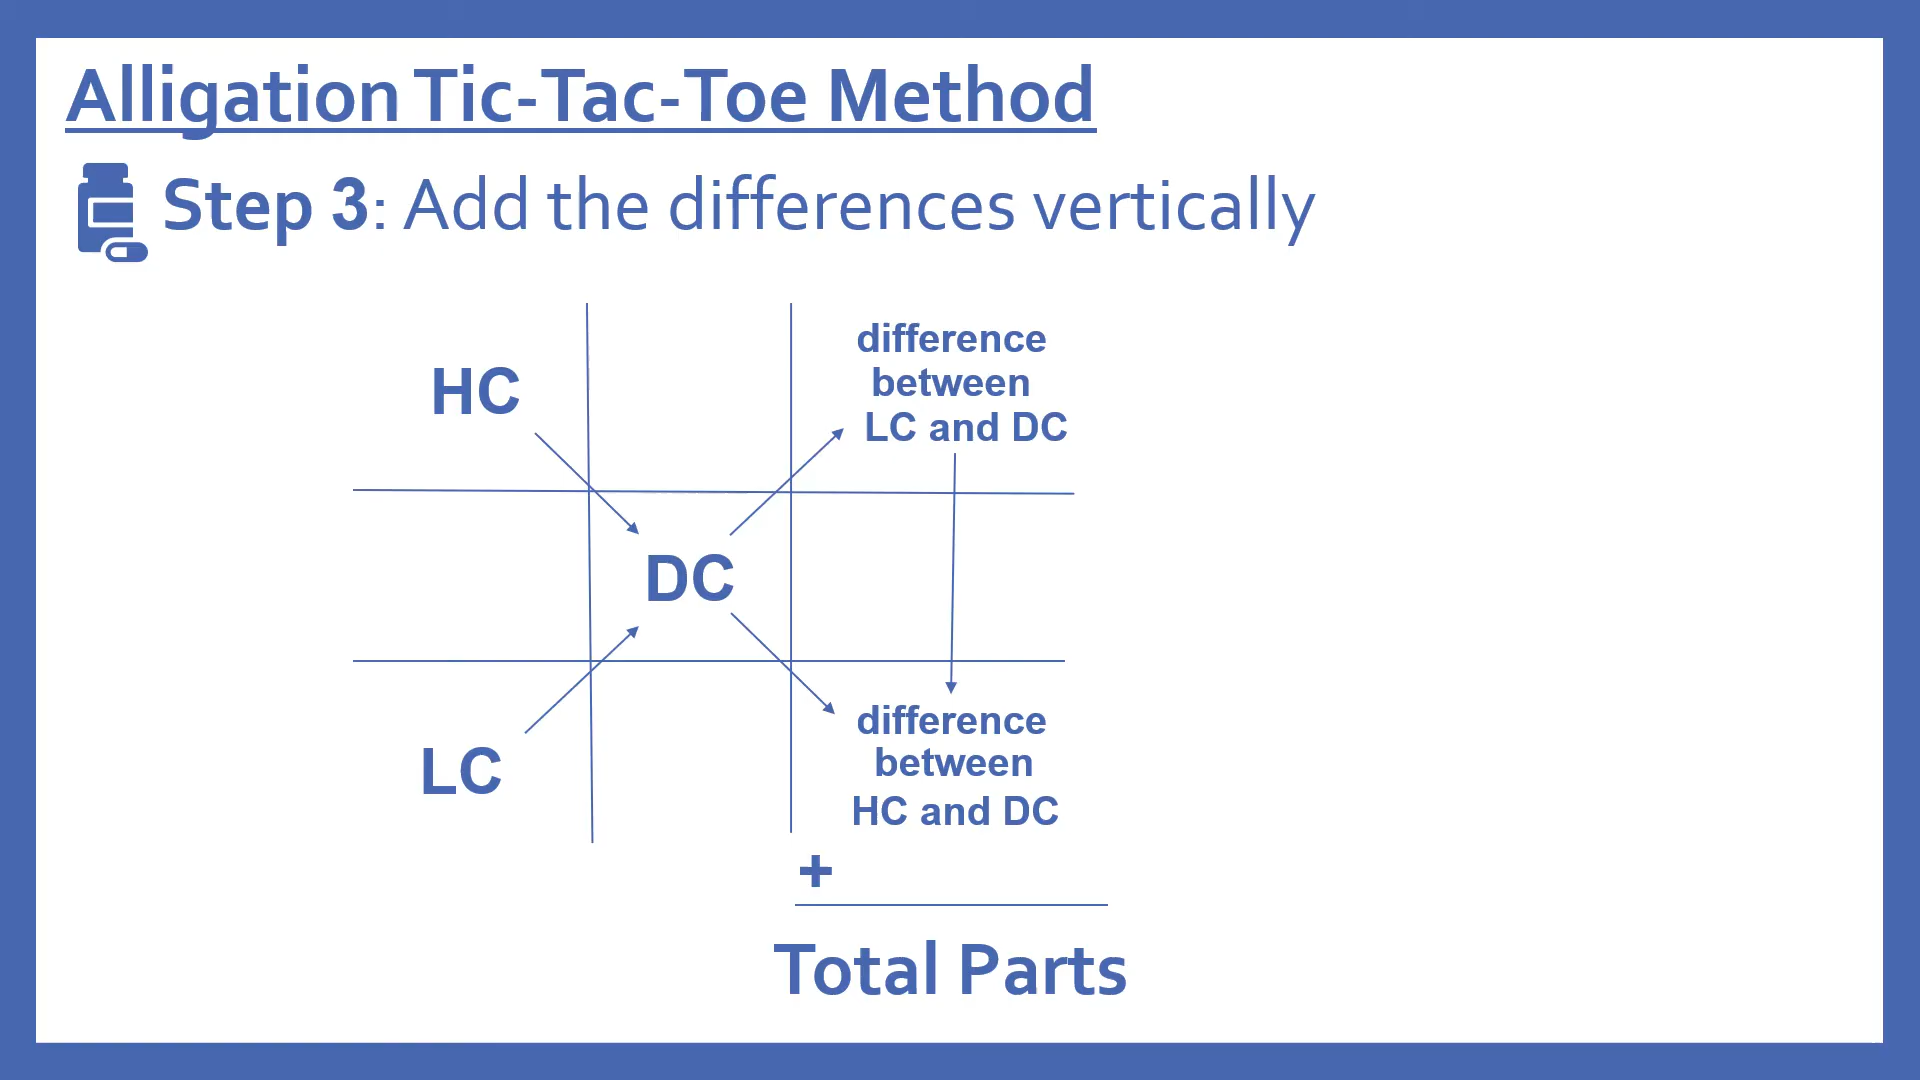 Alligation Tic-Tac-Toe Method
Step 3: Add the differences vertically
HC
difference
between
LC and DC
DC
LC
difference
between
HC and DC
+
Total Parts